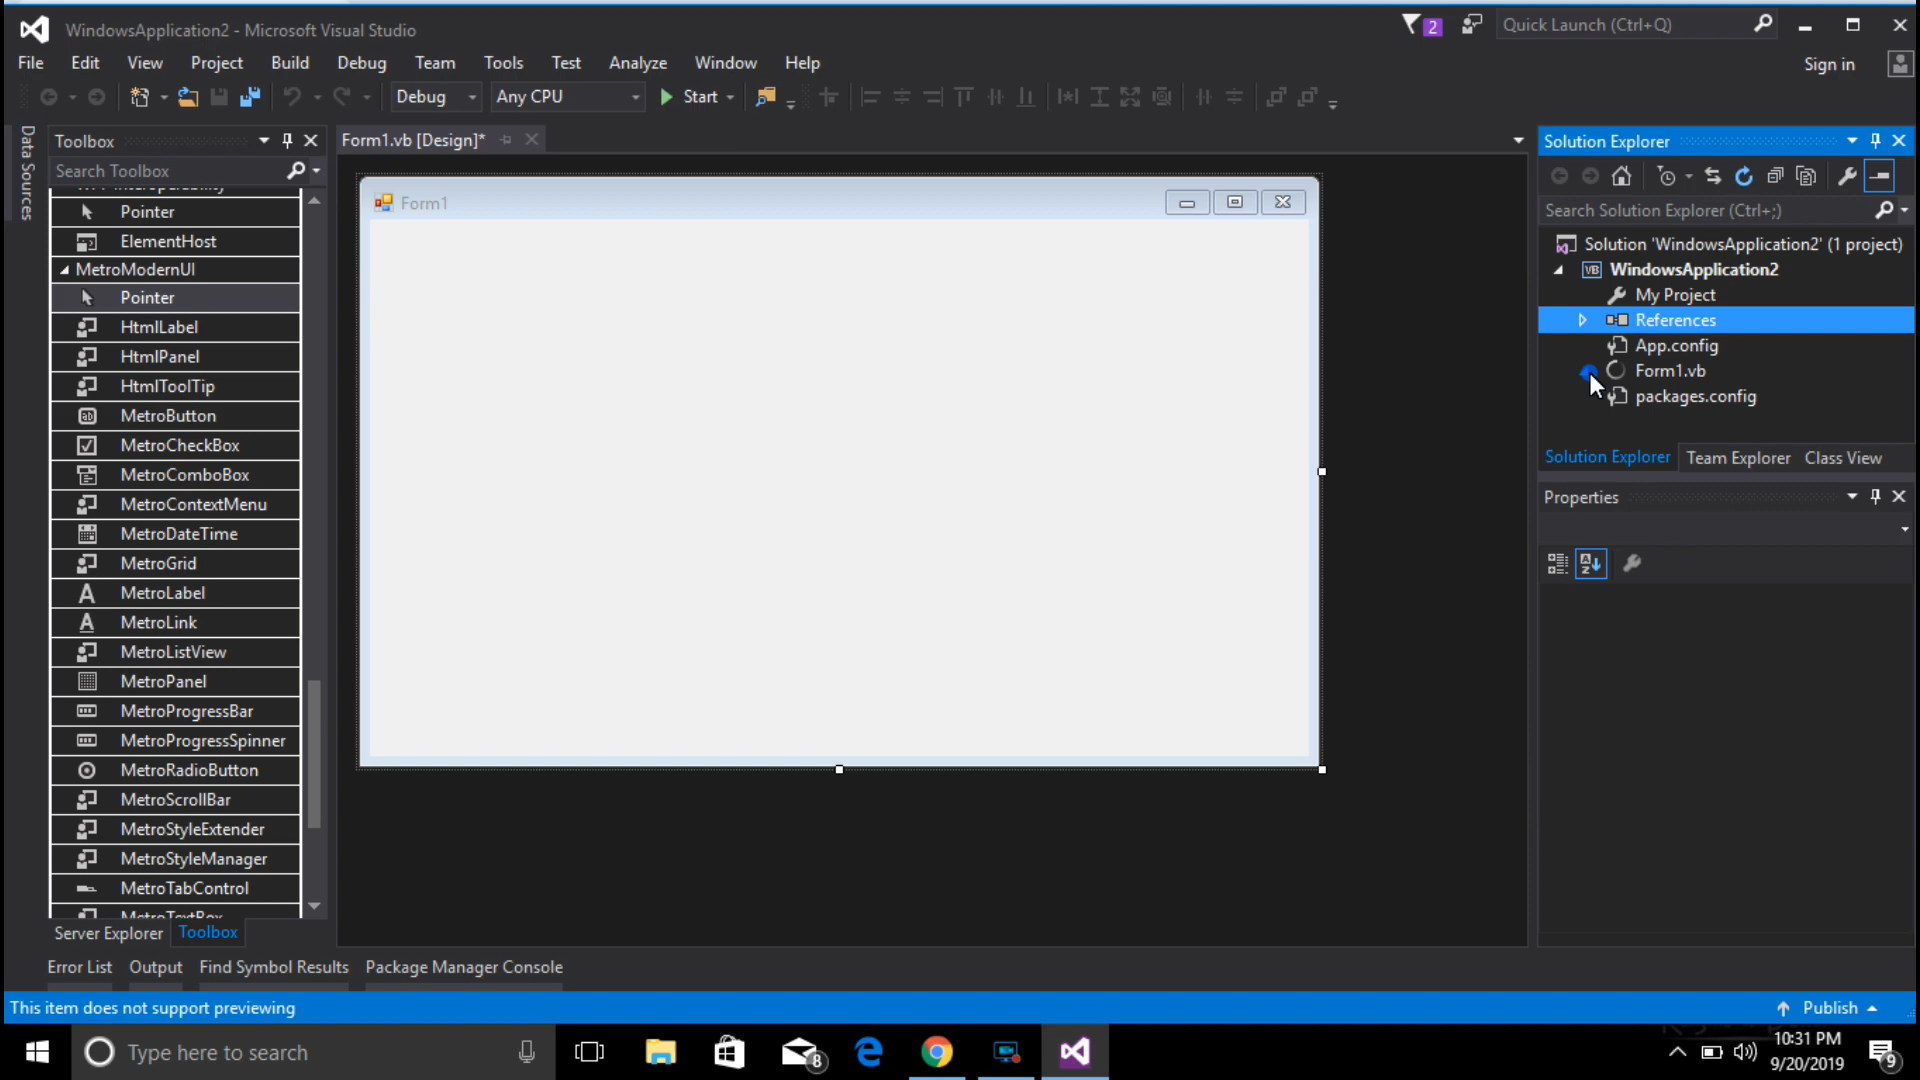 WindowsApplication2 - Microsoft Visual Studio
2
Quick Launch (Ctrl+Q)
File Edit View Project Build Debug Team Tools Test Analyze Window Help
Sign in
Debug Any CPU Start
Data Sources
Toolbox
Search Toolbox
Pointer
ElementHost
MetroModernUI
Pointer
HtmlLabel
HtmlPanel
HtmlToolTip
MetroButton
MetroCheckBox
MetroComboBox
MetroContextMenu
MetroDateTime
MetroGrid
MetroLabel
MetroLink
MetroListView
MetroPanel
MetroProgressBar
MetroProgressSpinner
MetroRadioButton
MetroScrollBar
MetroStyleExtender
MetroStyleManager
MetroTabControl
MetroTextBox
Server Explorer Toolbox
Form1.vb [Design]*
Form1
Solution Explorer
Search Solution Explorer (Ctrl+;)
Solution 'WindowsApplication2' (1 project)
VB WindowsApplication2
My Project
References
App.config
Form1.vb
packages.config
Solution Explorer Team Explorer Class View
Properties
Error List Output Find Symbol Results Package Manager Console
This item does not support previewing
Publish
Type here to search
8
10:31 PM
9/20/2019
9